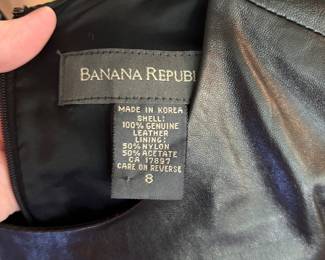 BANANA REPUBL
MADE IN KOREA
SHELL:
100% GENUINE
LEATHER
LINING:
50% NYLON
50% ACETATE
CA 17897
CARE ON REVERSE
8